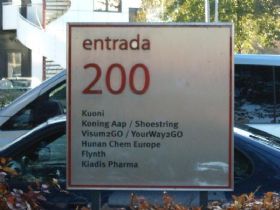 entrada
200
Kuoni
Koning Aap / Shoestring
Visum2GO / YourWay2GO
Hunan Chem Europe
Flynth
Kiadis Pharma